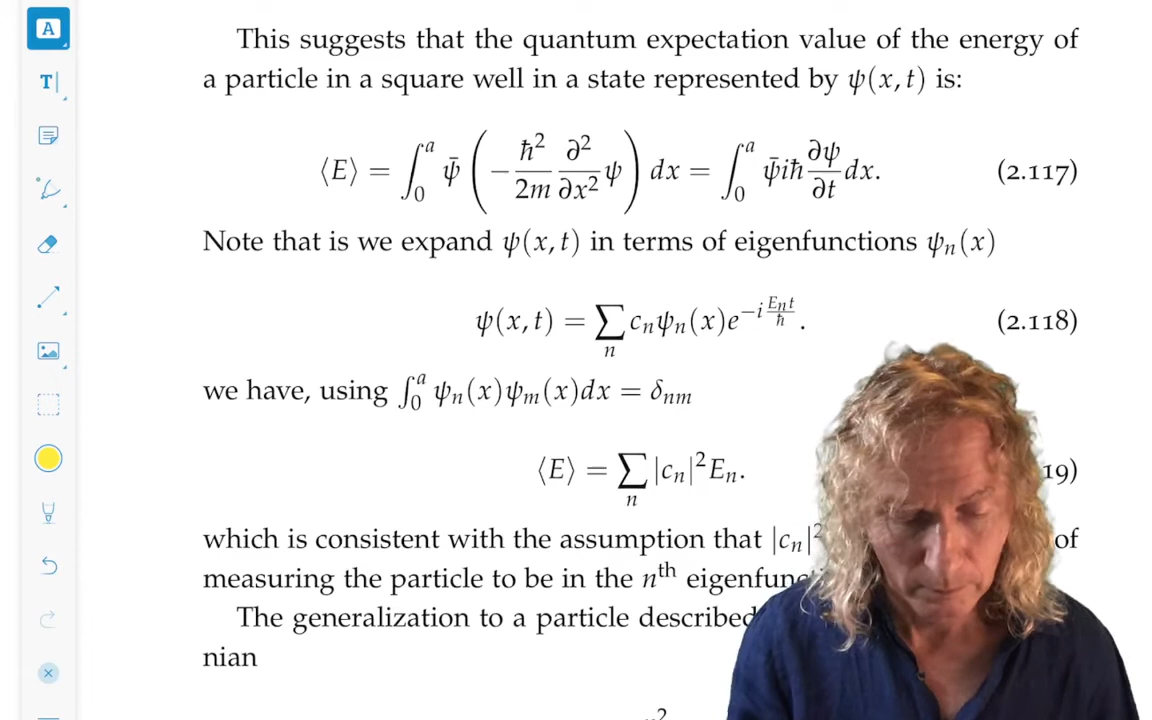 A
T
This suggests that the quantum expectation value of the energy of
a particle in a square well in a state represented by ψ(x, t) is:
⟨E⟩ = ∫₀ᵃ ψ̄ (−ħ²/2m ∂²/∂x² ψ) dx = ∫₀ᵃ ψ̄iħ ∂ψ/∂t dx. (2.117)
Note that is we expand ψ(x, t) in terms of eigenfunctions ψₙ(x)
ψ(x, t) = ∑ₙ cₙψₙ(x)e^(−i Eₙt/ħ). (2.118)
we have, using ∫₀ᵃ ψₙ(x)ψₘ(x)dx = δₙₘ
⟨E⟩ = ∑ₙ |cₙ|²Eₙ. 19)
which is consistent with the assumption that |cₙ|² of
measuring the particle to be in the nᵗʰ
The generalization to a particle described
nian